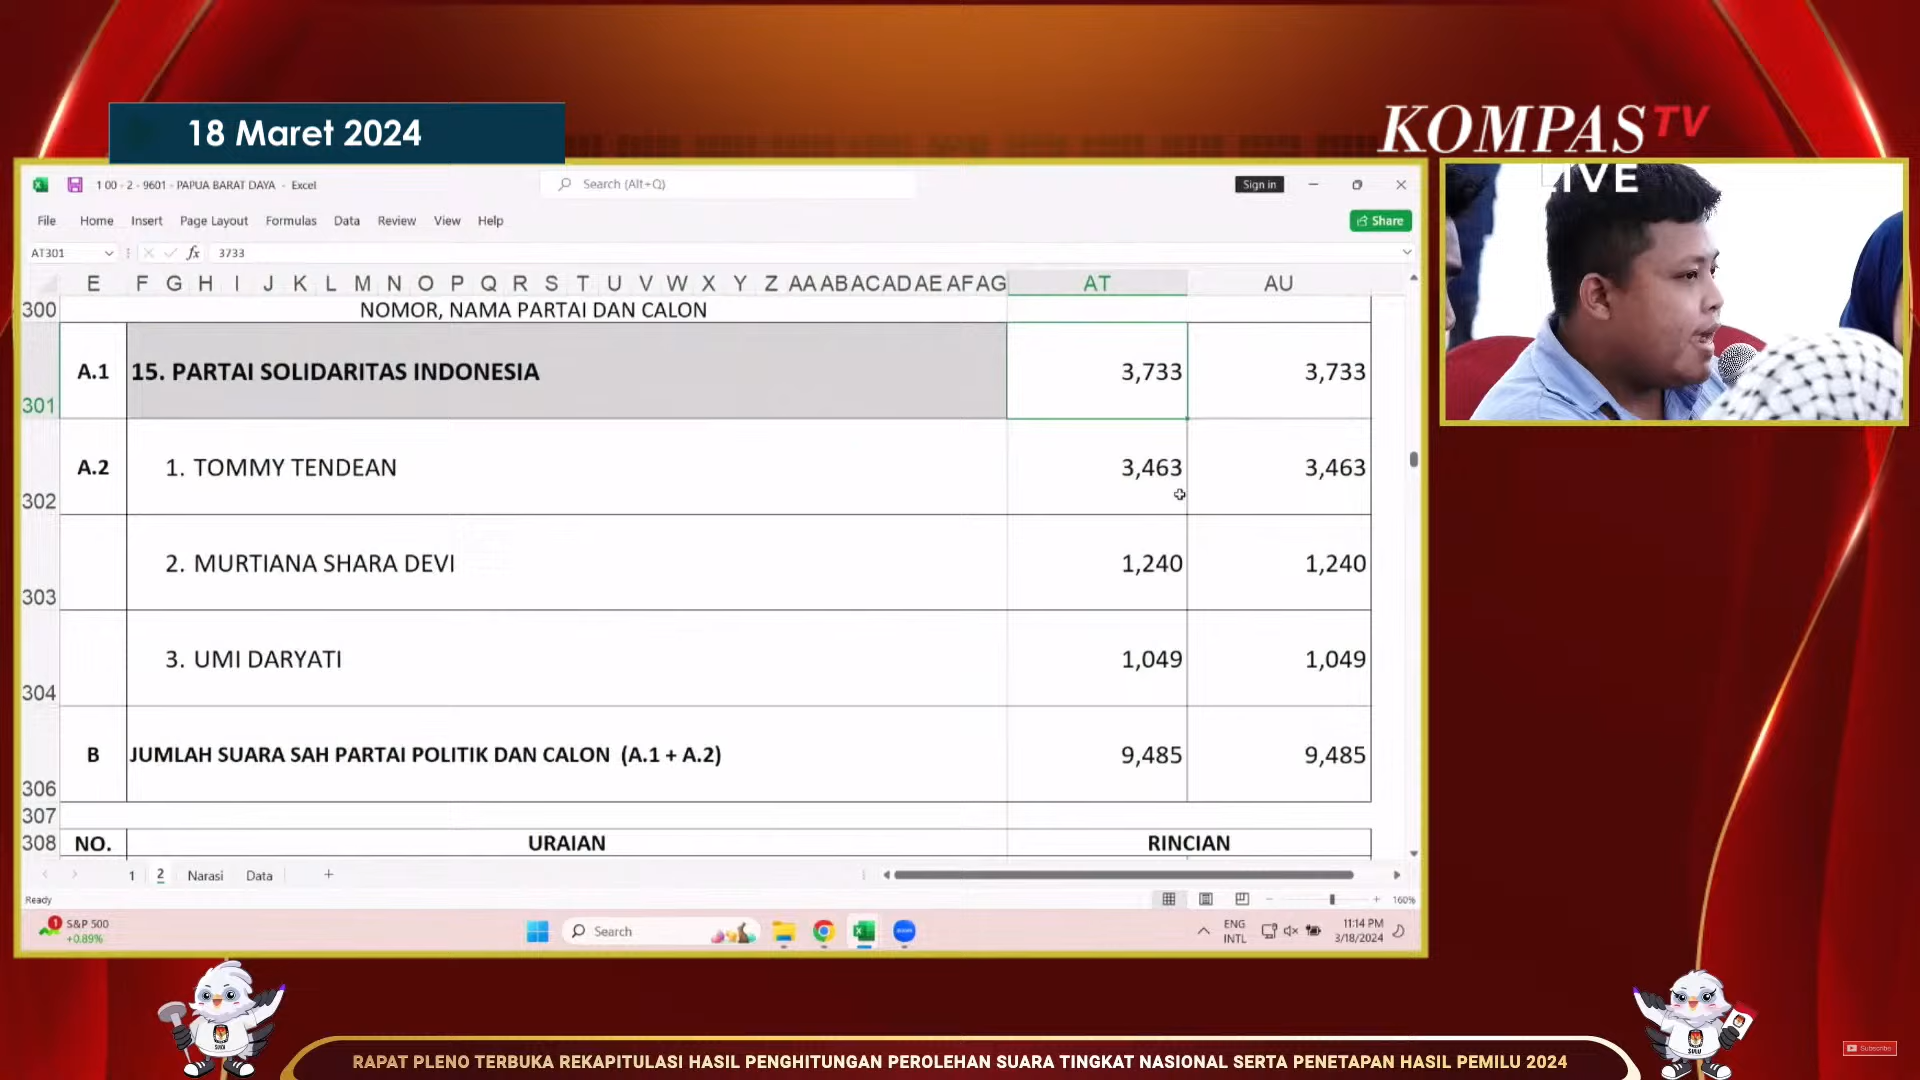 18 Maret 2024
KOMPAS TV
LIVE
1 00 - 2 - 9601 - PAPUA BARAT DAYA - Excel
Search (Alt+Q)
Sign in
File Home Insert Page Layout Formulas Data Review View Help
Share
AT301 fx 3733
E F G H I J K L M N O P Q R S T U V W X Y Z AA AB AC AD AE AF AG AT AU
300 NOMOR, NAMA PARTAI DAN CALON
301 A.1 15. PARTAI SOLIDARITAS INDONESIA 3,733 3,733
302 A.2 1. TOMMY TENDEAN 3,463 3,463
303 2. MURTIANA SHARA DEVI 1,240 1,240
304 3. UMI DARYATI 1,049 1,049
306 B JUMLAH SUARA SAH PARTAI POLITIK DAN CALON (A.1 + A.2) 9,485 9,485
307
308 NO. URAIAN RINCIAN
1 2 Narasi Data +
Ready
160%
1 S&P 500
+0.89%
Search
zoom
ENG
INTL
11:14 PM
3/18/2024
SURA
SULU
RAPAT PLENO TERBUKA REKAPITULASI HASIL PENGHITUNGAN PEROLEHAN SUARA TINGKAT NASIONAL SERTA PENETAPAN HASIL PEMILU 2024
Subscribe